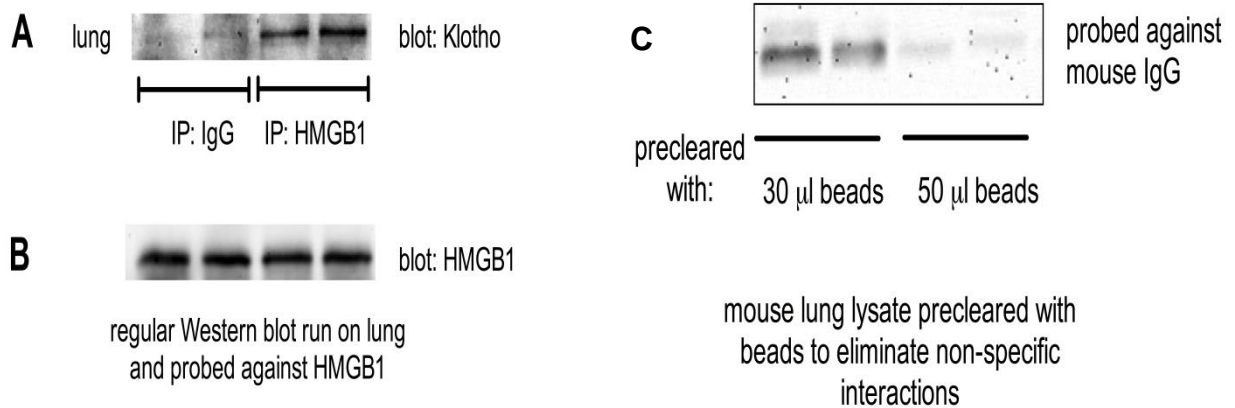 A
lung
blot: Klotho
IP: IgG
IP: HMGB1
B
blot: HMGB1
regular Western blot run on lung
and probed against HMGB1
C
probed against
mouse IgG
precleared
with:
30 µl beads
50 µl beads
mouse lung lysate precleared with
beads to eliminate non-specific
interactions